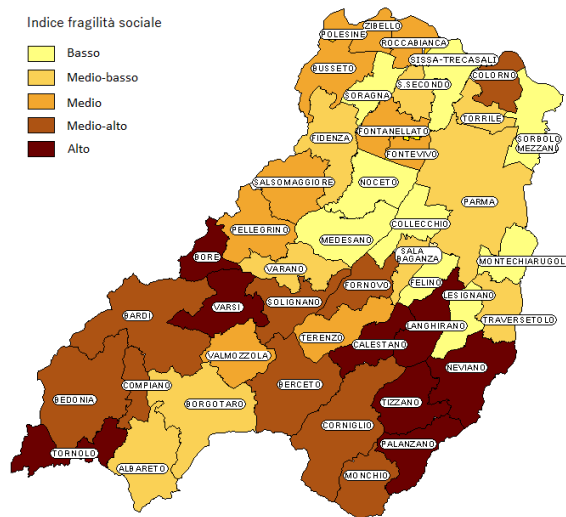 Indice fragilità sociale
Basso
Medio-basso
Medio
Medio-alto
Alto
ZIBELLO
POLESINE
ROCCABIANCA
SISSA-TRECASALI
BUSSETO
COLORNO
S.SECONDO
SORAGNA
TORRILE
FONTANELLATO
SORBOLO
MEZZANI
FIDENZA
FONTEVIVO
SALSOMAGGIORE
NOCETO
PARMA
COLLECCHIO
PELLEGRINO
MEDESANO
SALA
BAGANZA
BORE
MONTECHIARUGOL
VARANO
FORNOVO
FELINO
LESIGNANO
SOLIGNANO
VARSI
BARDI
TRAVERSETOLO
LANGHIRANO
TERENZO
CALESTANO
VALMOZZOLA
NEVIANO
COMPIANO
BERCETO
BEDONIA
BORGOTARO
TIZZANO
CORNIGLIO
PALANZANO
TORNOLO
ALBARETO
MONCHIO